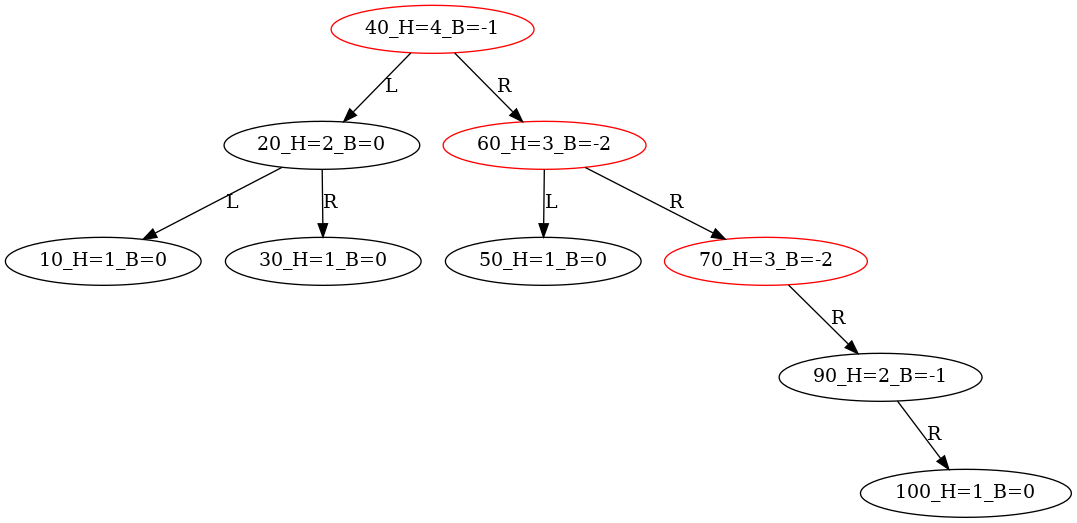 40_H=4_B=-1
L
R
20_H=2_B=0
60_H=3_B=-2
L
R
L
R
10_H=1_B=0
30_H=1_B=0
50_H=1_B=0
70_H=3_B=-2
R
90_H=2_B=-1
R
100_H=1_B=0